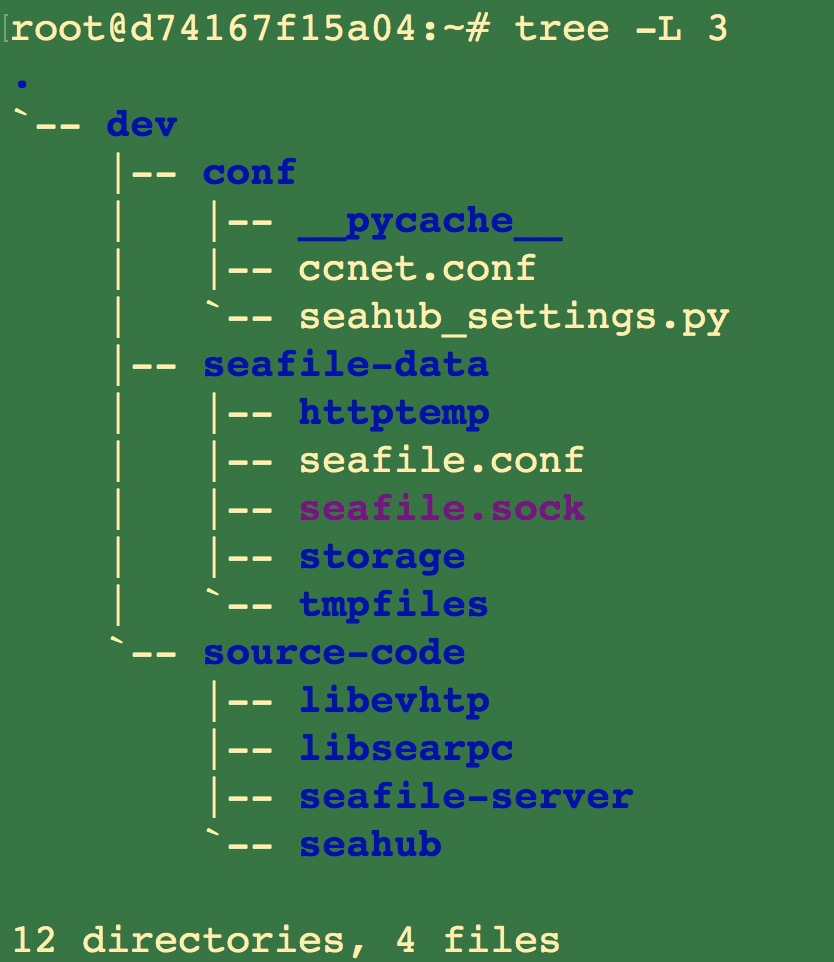 root@d74167f15a04:~# tree -L 3
.
`-- dev
    |-- conf
    |   |-- __pycache__
    |   |-- ccnet.conf
    |   `-- seahub_settings.py
    |-- seafile-data
    |   |-- httptemp
    |   |-- seafile.conf
    |   |-- seafile.sock
    |   |-- storage
    |   `-- tmpfiles
    `-- source-code
        |-- libevhtp
        |-- libsearpc
        |-- seafile-server
        `-- seahub

12 directories, 4 files